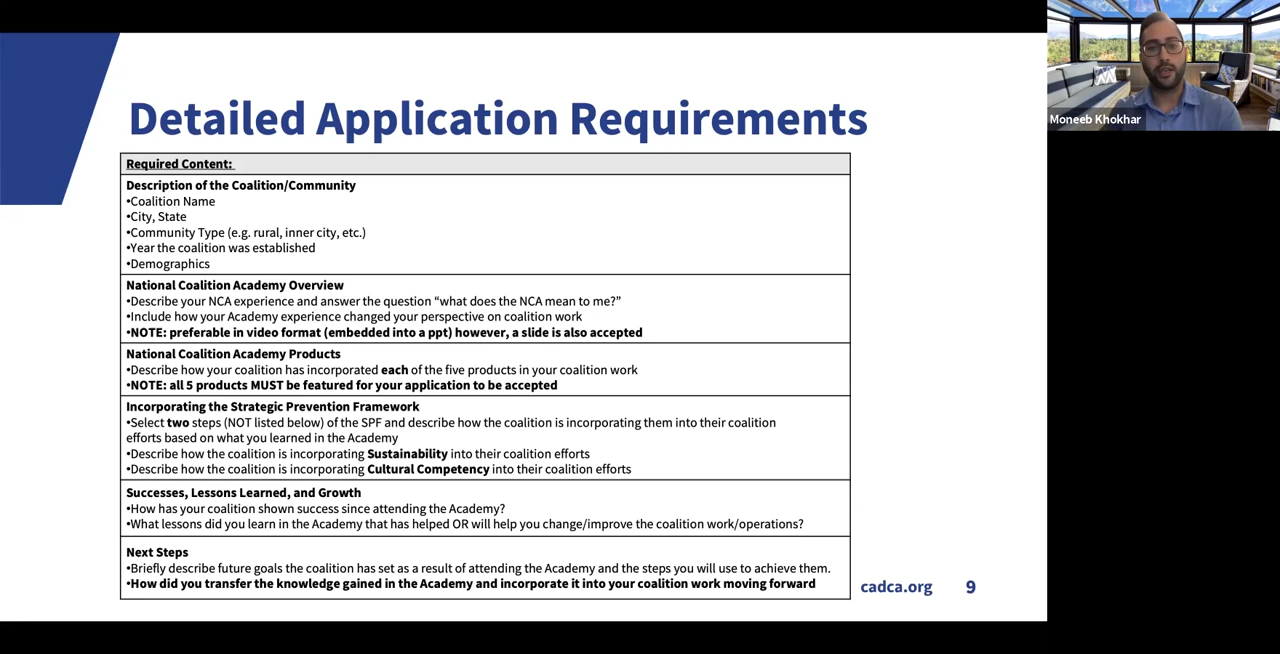 Detailed Application Requirements
Required Content:
Description of the Coalition/Community
•Coalition Name
•City, State
•Community Type (e.g. rural, inner city, etc.)
•Year the coalition was established
•Demographics
National Coalition Academy Overview
•Describe your NCA experience and answer the question “what does the NCA mean to me?”
•Include how your Academy experience changed your perspective on coalition work
•NOTE: preferable in video format (embedded into a ppt) however, a slide is also accepted
National Coalition Academy Products
•Describe how your coalition has incorporated each of the five products in your coalition work
•NOTE: all 5 products MUST be featured for your application to be accepted
Incorporating the Strategic Prevention Framework
•Select two steps (NOT listed below) of the SPF and describe how the coalition is incorporating them into their coalition
efforts based on what you learned in the Academy
•Describe how the coalition is incorporating Sustainability into their coalition efforts
•Describe how the coalition is incorporating Cultural Competency into their coalition efforts
Successes, Lessons Learned, and Growth
•How has your coalition shown success since attending the Academy?
•What lessons did you learn in the Academy that has helped OR will help you change/improve the coalition work/operations?
Next Steps
•Briefly describe future goals the coalition has set as a result of attending the Academy and the steps you will use to achieve them.
•How did you transfer the knowledge gained in the Academy and incorporate it into your coalition work moving forward
cadca.org 9
Moneeb Khokhar